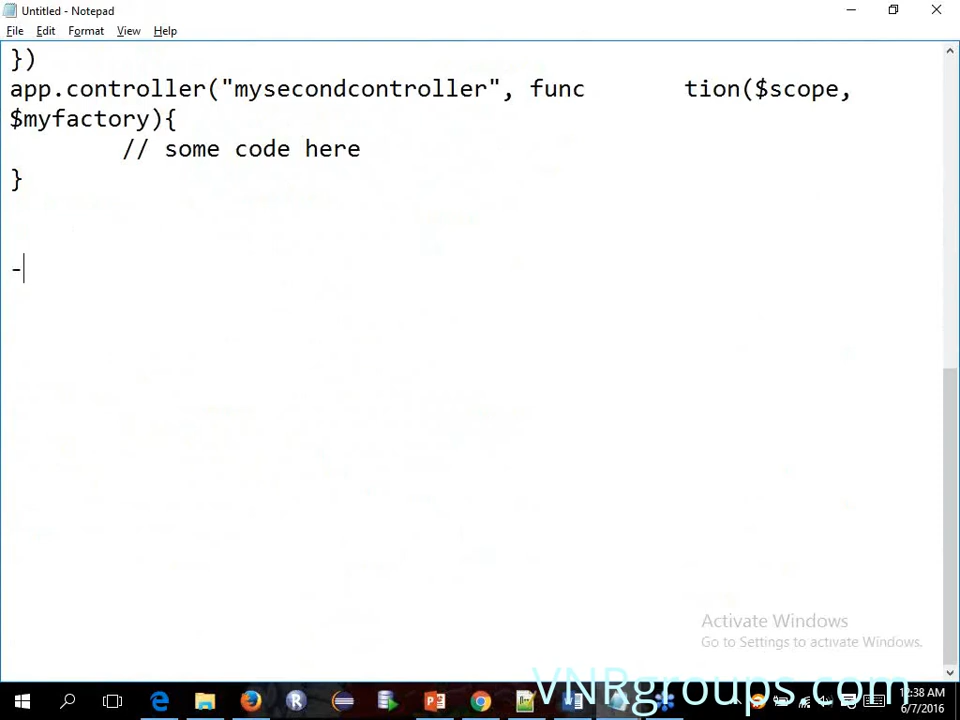 Untitled - Notepad
File Edit Format View Help
})
app.controller("mysecondcontroller", func       tion($scope,
$myfactory){
        // some code here
}
-
Activate Windows
Go to Settings to activate Windows.
VNRgroups.com
12:38 AM
6/7/2016